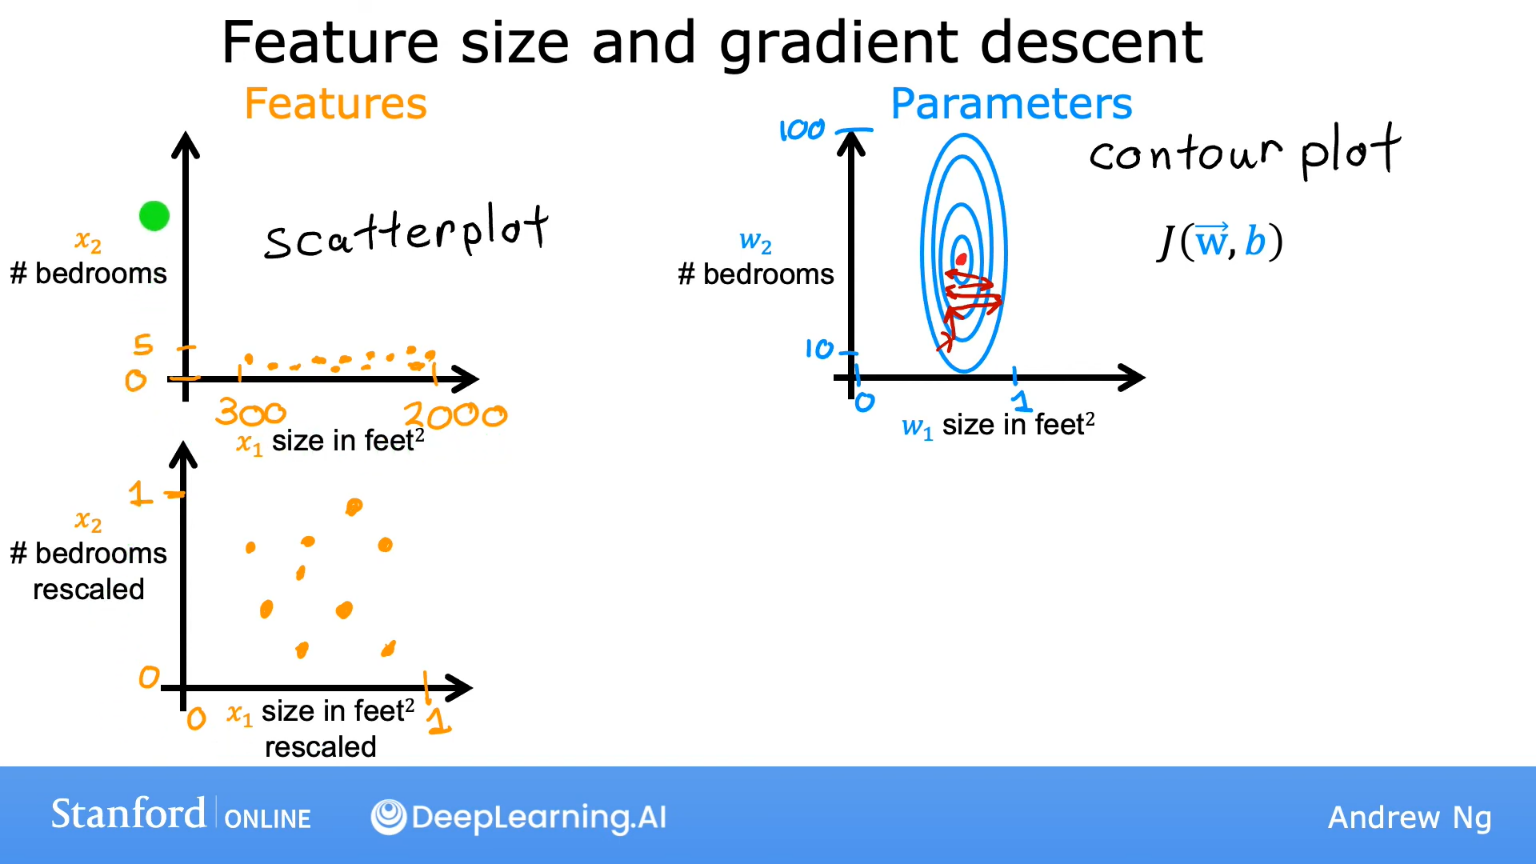 Feature size and gradient descent
Features
scatterplot
x₂
# bedrooms
5
0
300 2000
x₁ size in feet²
1
x₂
# bedrooms
rescaled
0
0 x₁ size in feet² 1
rescaled
Parameters
100
contour plot
J(w⃗, b)
w₂
# bedrooms
10
0 1
w₁ size in feet²
Stanford ONLINE
DeepLearning.AI
Andrew Ng